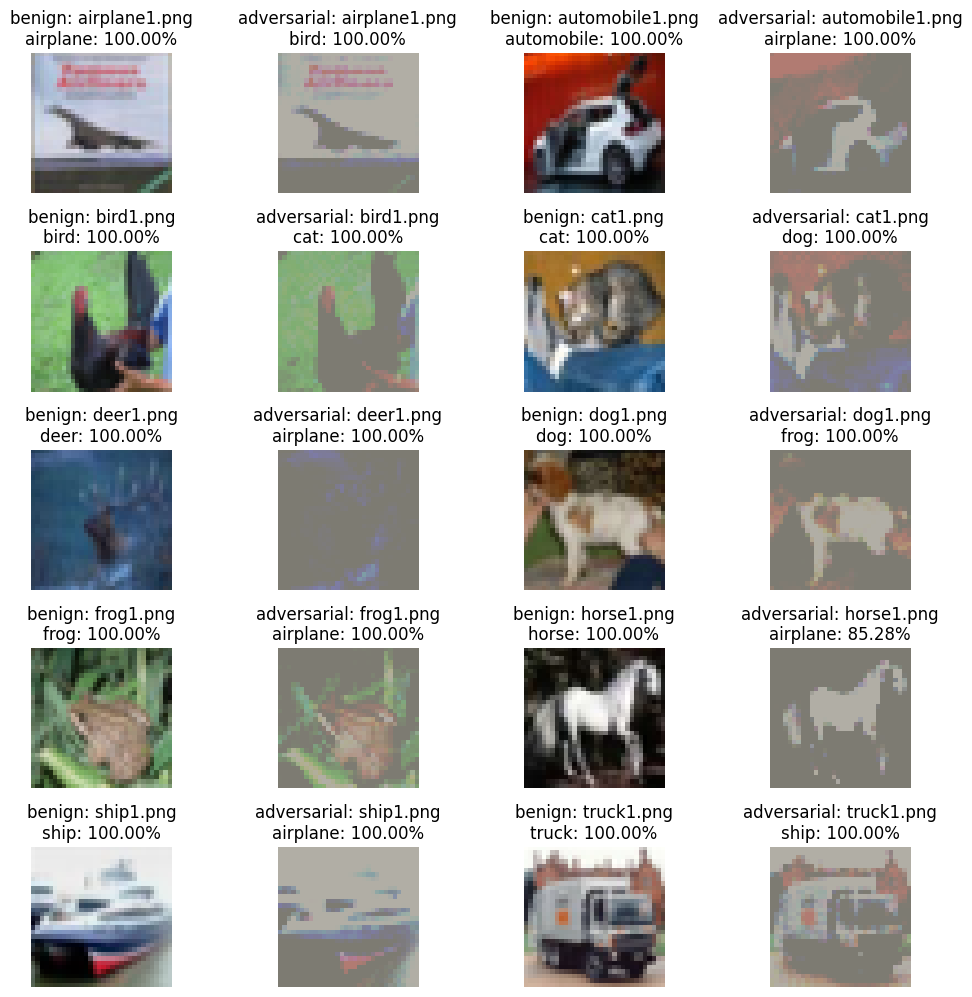 benign: airplane1.png
airplane: 100.00%
adversarial: airplane1.png
bird: 100.00%
benign: automobile1.png
automobile: 100.00%
adversarial: automobile1.png
airplane: 100.00%
benign: bird1.png
bird: 100.00%
adversarial: bird1.png
cat: 100.00%
benign: cat1.png
cat: 100.00%
adversarial: cat1.png
dog: 100.00%
benign: deer1.png
deer: 100.00%
adversarial: deer1.png
airplane: 100.00%
benign: dog1.png
dog: 100.00%
adversarial: dog1.png
frog: 100.00%
benign: frog1.png
frog: 100.00%
adversarial: frog1.png
airplane: 100.00%
benign: horse1.png
horse: 100.00%
adversarial: horse1.png
airplane: 85.28%
benign: ship1.png
ship: 100.00%
adversarial: ship1.png
airplane: 100.00%
benign: truck1.png
truck: 100.00%
adversarial: truck1.png
ship: 100.00%